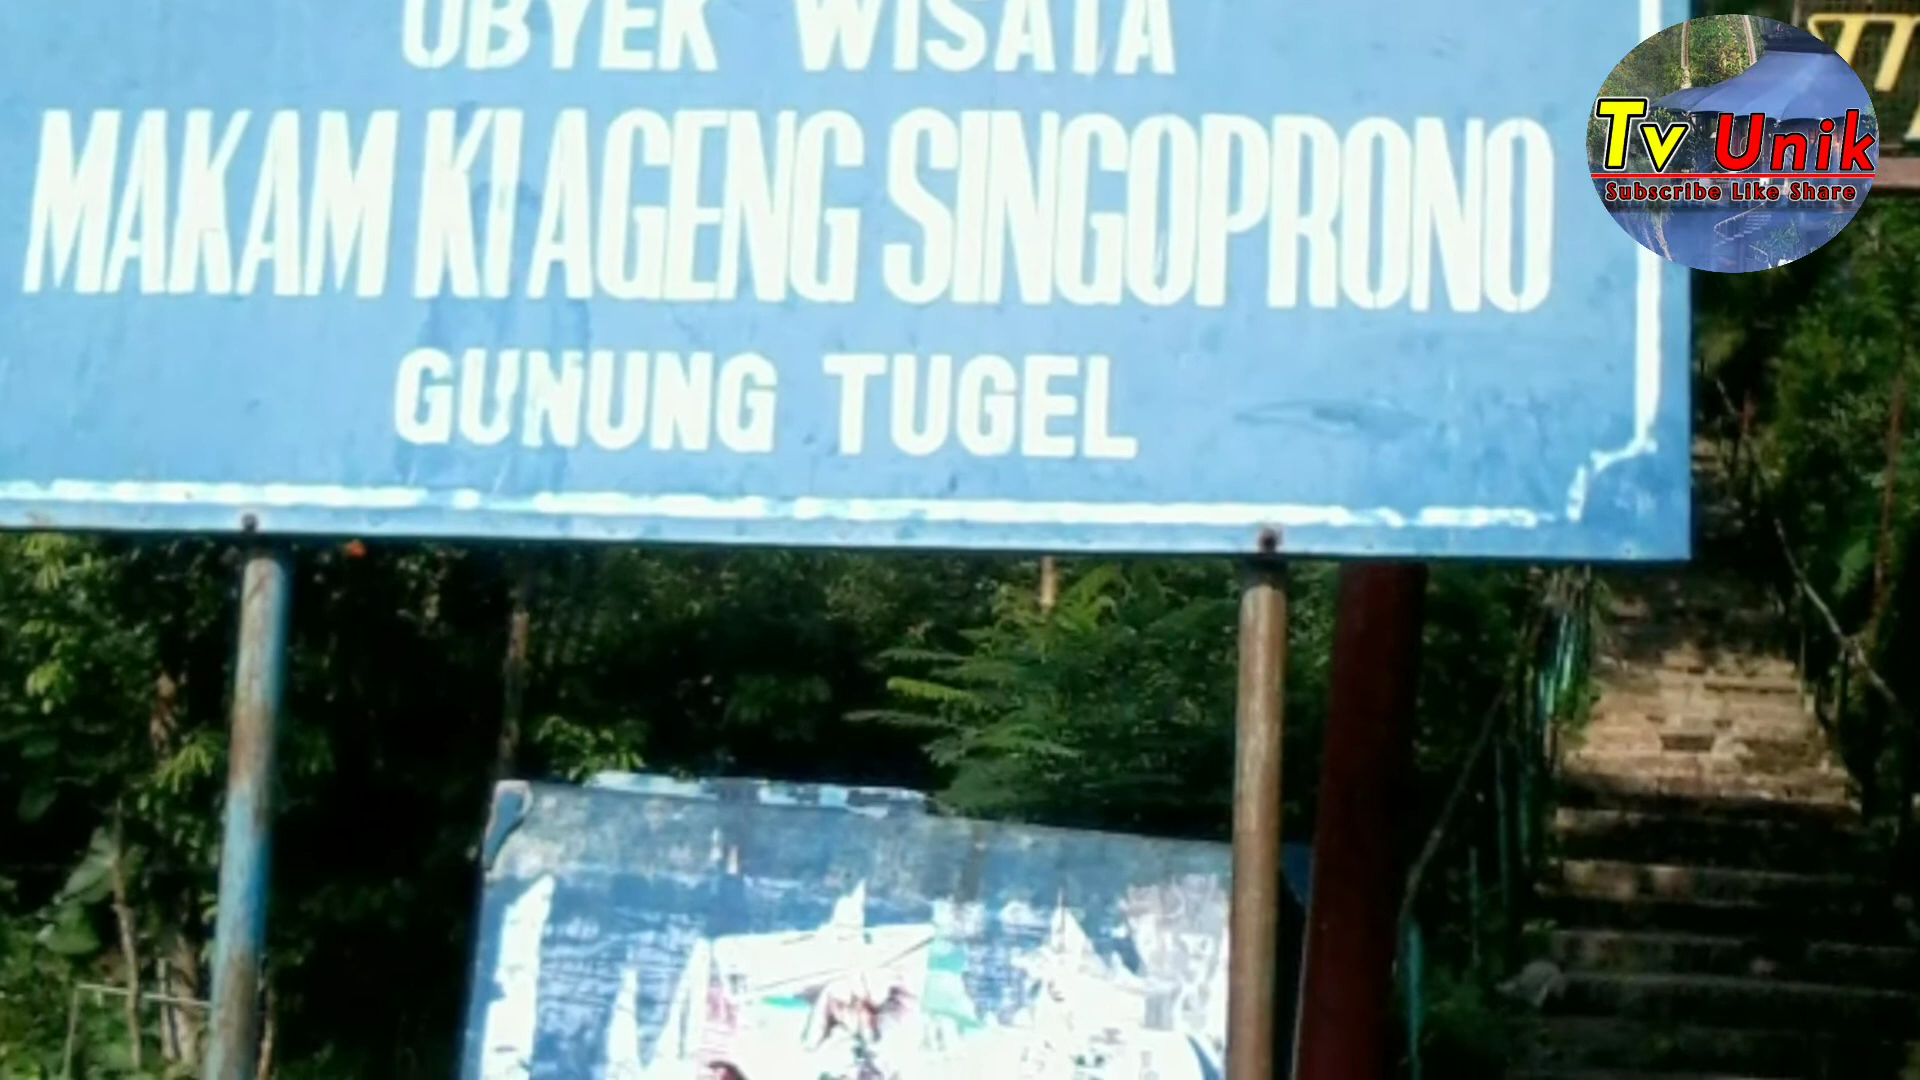 OBYEK WISATA
MAKAM KI AGENG SINGOPRONO
GUNUNG TUGEL
Tv Unik
Subscribe Like Share